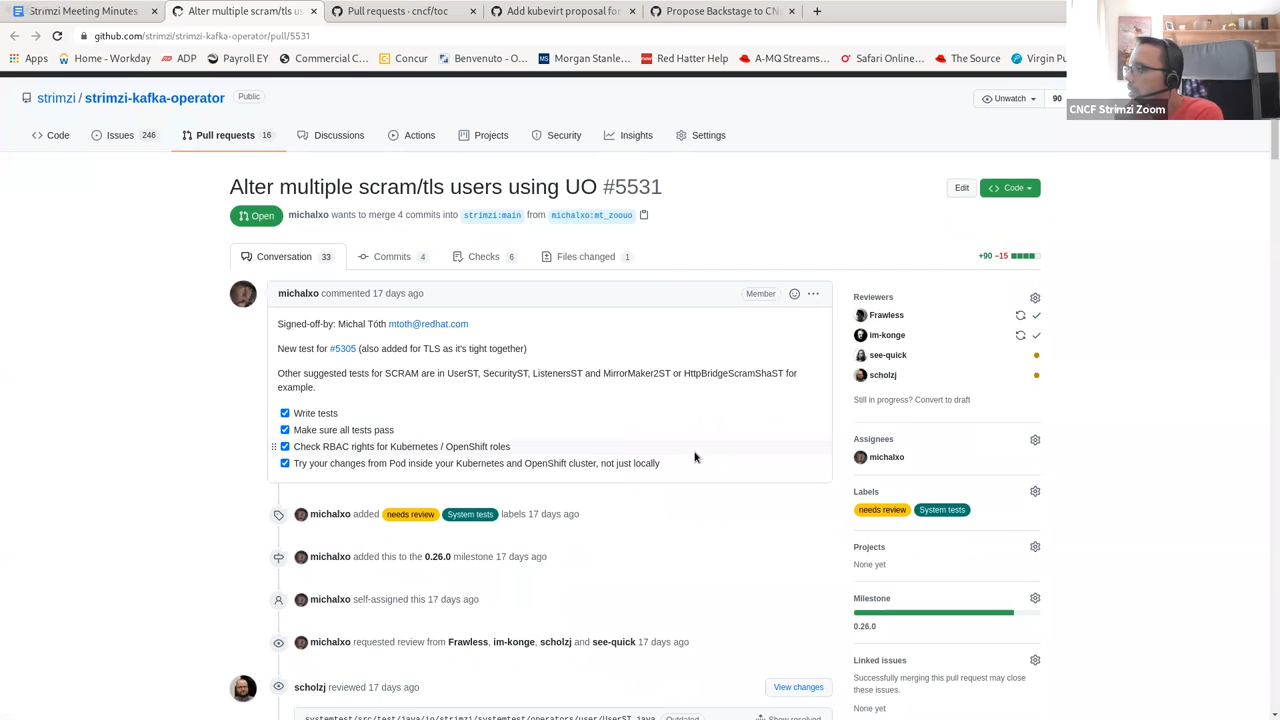 Strimzi Meeting Minutes
Alter multiple scram/tls us
Pull requests · cncf/toc
Add kubevirt proposal for
Propose Backstage to CN
github.com/strimzi/strimzi-kafka-operator/pull/5531
Apps Home - Workday ADP Payroll EY Commercial C... Concur Benvenuto - O... Morgan Stanle... Red Hatter Help A-MQ Streams... Safari Online... The Source Virgin Pu
CNCF Strimzi Zoom
strimzi / strimzi-kafka-operator Public
Unwatch 90
Code Issues 246 Pull requests 16 Discussions Actions Projects Security Insights Settings
Alter multiple scram/tls users using UO #5531
Edit <> Code
Open michalxo wants to merge 4 commits into strimzi:main from michalxo:mt_zoouo
Conversation 33 Commits 4 Checks 6 Files changed 1
+90 −15
michalxo commented 17 days ago Member
Signed-off-by: Michal Tóth mtoth@redhat.com
New test for #5305 (also added for TLS as it's tight together)
Other suggested tests for SCRAM are in UserST, SecurityST, ListenersST and MirrorMaker2ST or HttpBridgeScramShaST for
example.
Write tests
Make sure all tests pass
Check RBAC rights for Kubernetes / OpenShift roles
Try your changes from Pod inside your Kubernetes and OpenShift cluster, not just locally
michalxo added needs review System tests labels 17 days ago
michalxo added this to the 0.26.0 milestone 17 days ago
michalxo self-assigned this 17 days ago
michalxo requested review from Frawless, im-konge, scholzj and see-quick 17 days ago
scholzj reviewed 17 days ago
View changes
systemtest/src/test/java/io/strimzi/systemtest/operators/user/UserST.java Outdated
Show resolved
Reviewers
Frawless
im-konge
see-quick
scholzj
Still in progress? Convert to draft
Assignees
michalxo
Labels
needs review System tests
Projects
None yet
Milestone
0.26.0
Linked issues
Successfully merging this pull request may close
these issues.
None yet